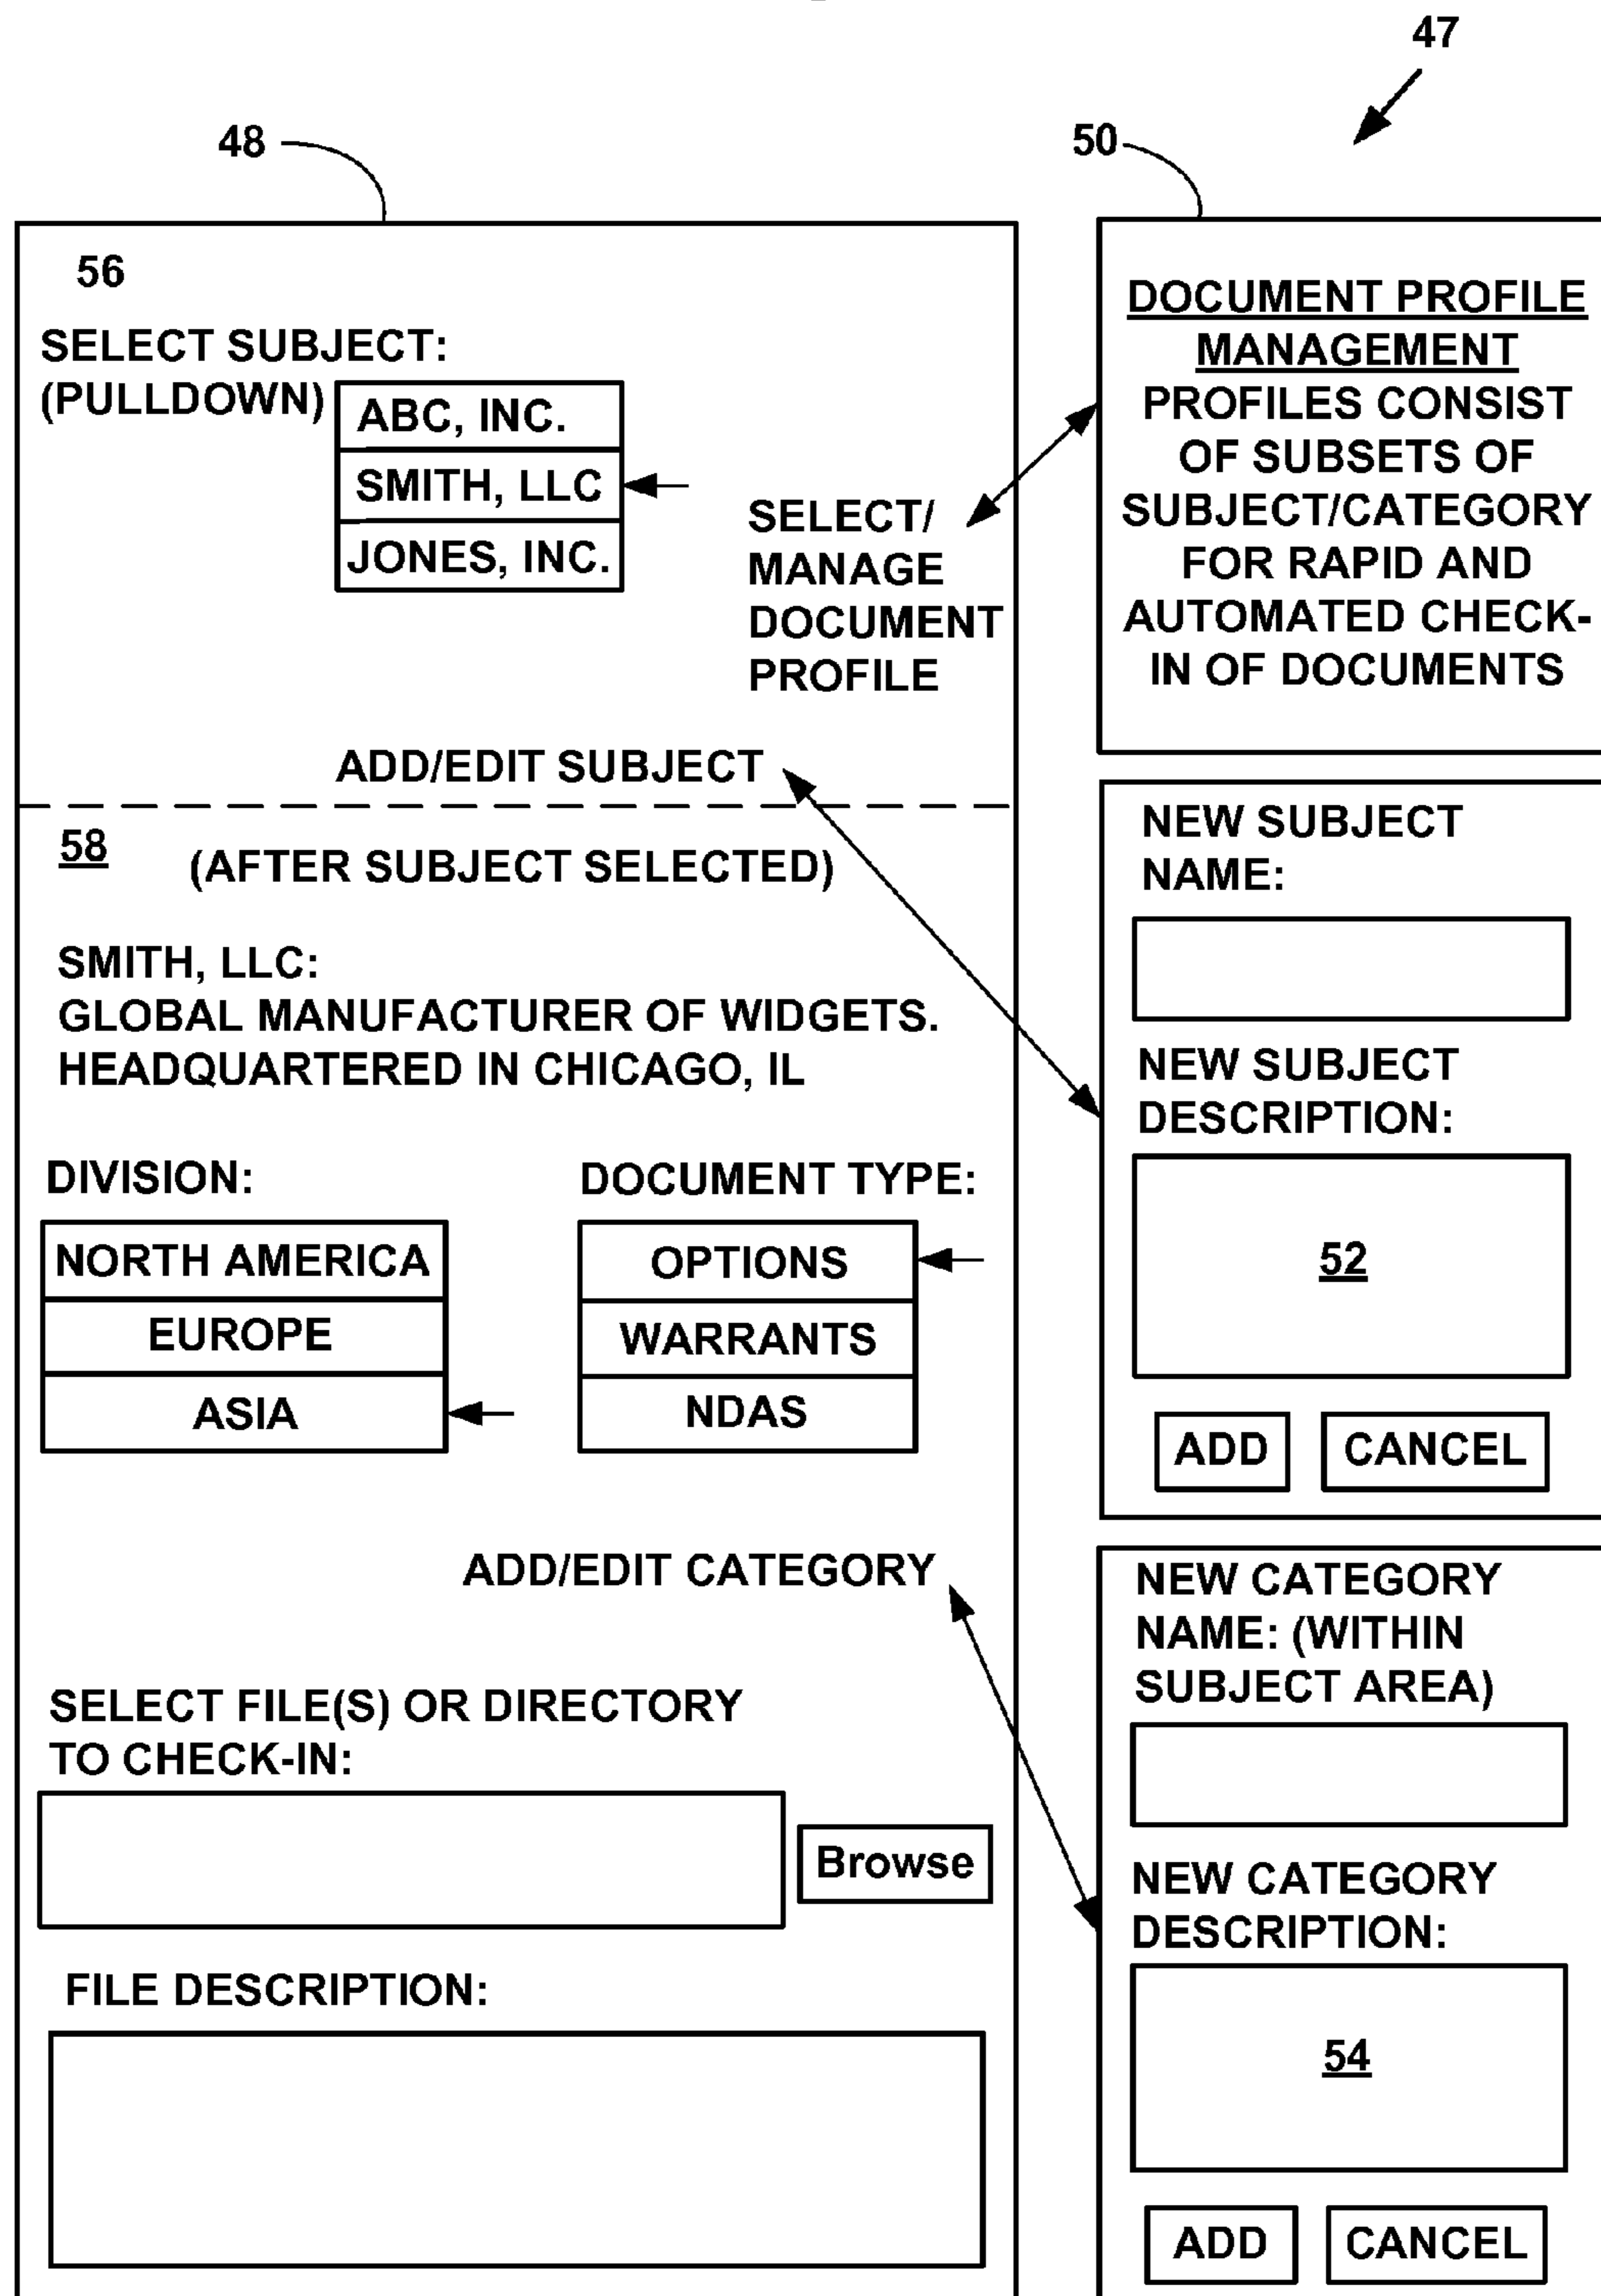 47
48
50
56
SELECT SUBJECT:
(PULLDOWN)
ABC, INC.
SMITH, LLC
JONES, INC.
SELECT/
MANAGE
DOCUMENT
PROFILE
ADD/EDIT SUBJECT
58
(AFTER SUBJECT SELECTED)
SMITH, LLC:
GLOBAL MANUFACTURER OF WIDGETS.
HEADQUARTERED IN CHICAGO, IL
DIVISION:
NORTH AMERICA
EUROPE
ASIA
DOCUMENT TYPE:
OPTIONS
WARRANTS
NDAS
ADD/EDIT CATEGORY
SELECT FILE(S) OR DIRECTORY
TO CHECK-IN:
Browse
FILE DESCRIPTION:
DOCUMENT PROFILE
MANAGEMENT
PROFILES CONSIST
OF SUBSETS OF
SUBJECT/CATEGORY
FOR RAPID AND
AUTOMATED CHECK-
IN OF DOCUMENTS
NEW SUBJECT
NAME:
NEW SUBJECT
DESCRIPTION:
52
ADD
CANCEL
NEW CATEGORY
NAME: (WITHIN
SUBJECT AREA)
NEW CATEGORY
DESCRIPTION:
54
ADD
CANCEL